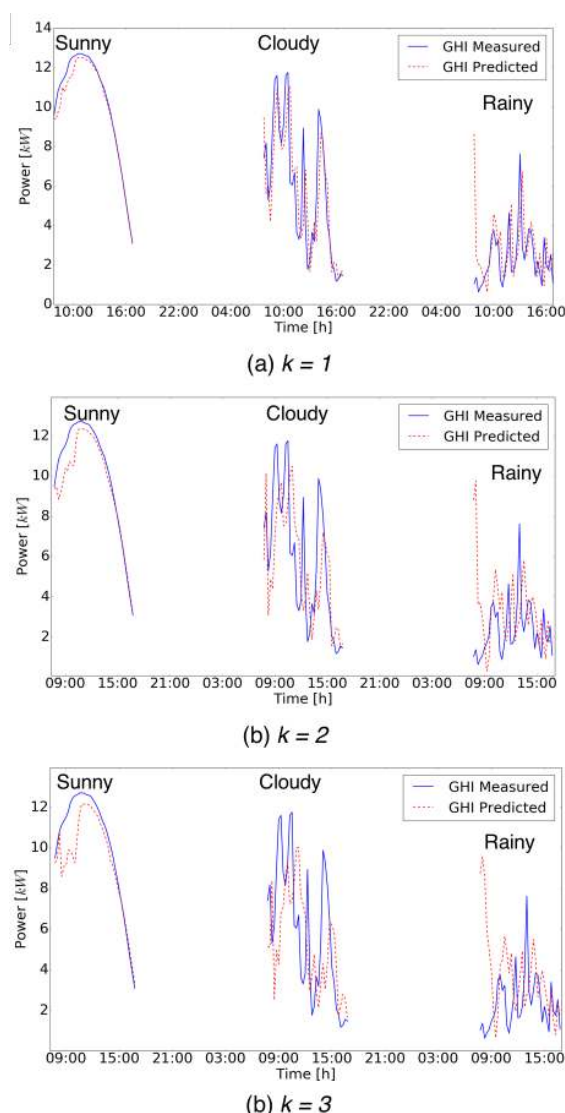 Sunny
Cloudy
Rainy
GHI Measured
GHI Predicted
Power [kW]
14
12
10
8
6
4
2
0
10:00 16:00 22:00 04:00 10:00 16:00 22:00 04:00 10:00 16:00
Time [h]
(a) k = 1
Sunny
Cloudy
Rainy
GHI Measured
GHI Predicted
Power [kW]
12
10
8
6
4
2
09:00 15:00 21:00 03:00 09:00 15:00 21:00 03:00 09:00 15:00
Time [h]
(b) k = 2
Sunny
Cloudy
Rainy
GHI Measured
GHI Predicted
Power [kW]
12
10
8
6
4
2
09:00 15:00 21:00 03:00 09:00 15:00 21:00 03:00 09:00 15:00
Time [h]
(b) k = 3